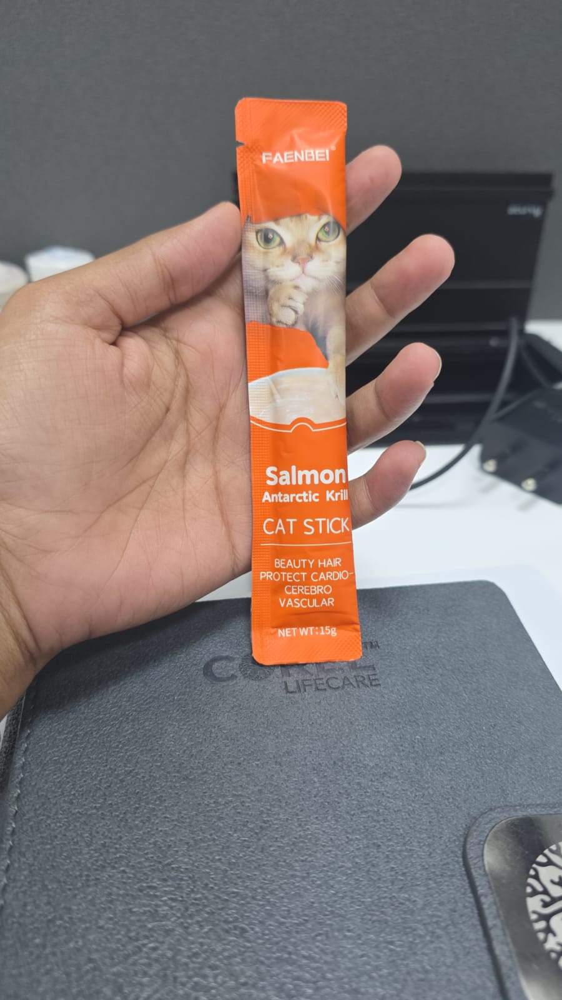 FAENBEI®
Salmon
Antarctic Krill
CAT STICK
BEAUTY HAIR
PROTECT CARDIO-
CEREBRO
VASCULAR
NET WT:15g
LIFECARE